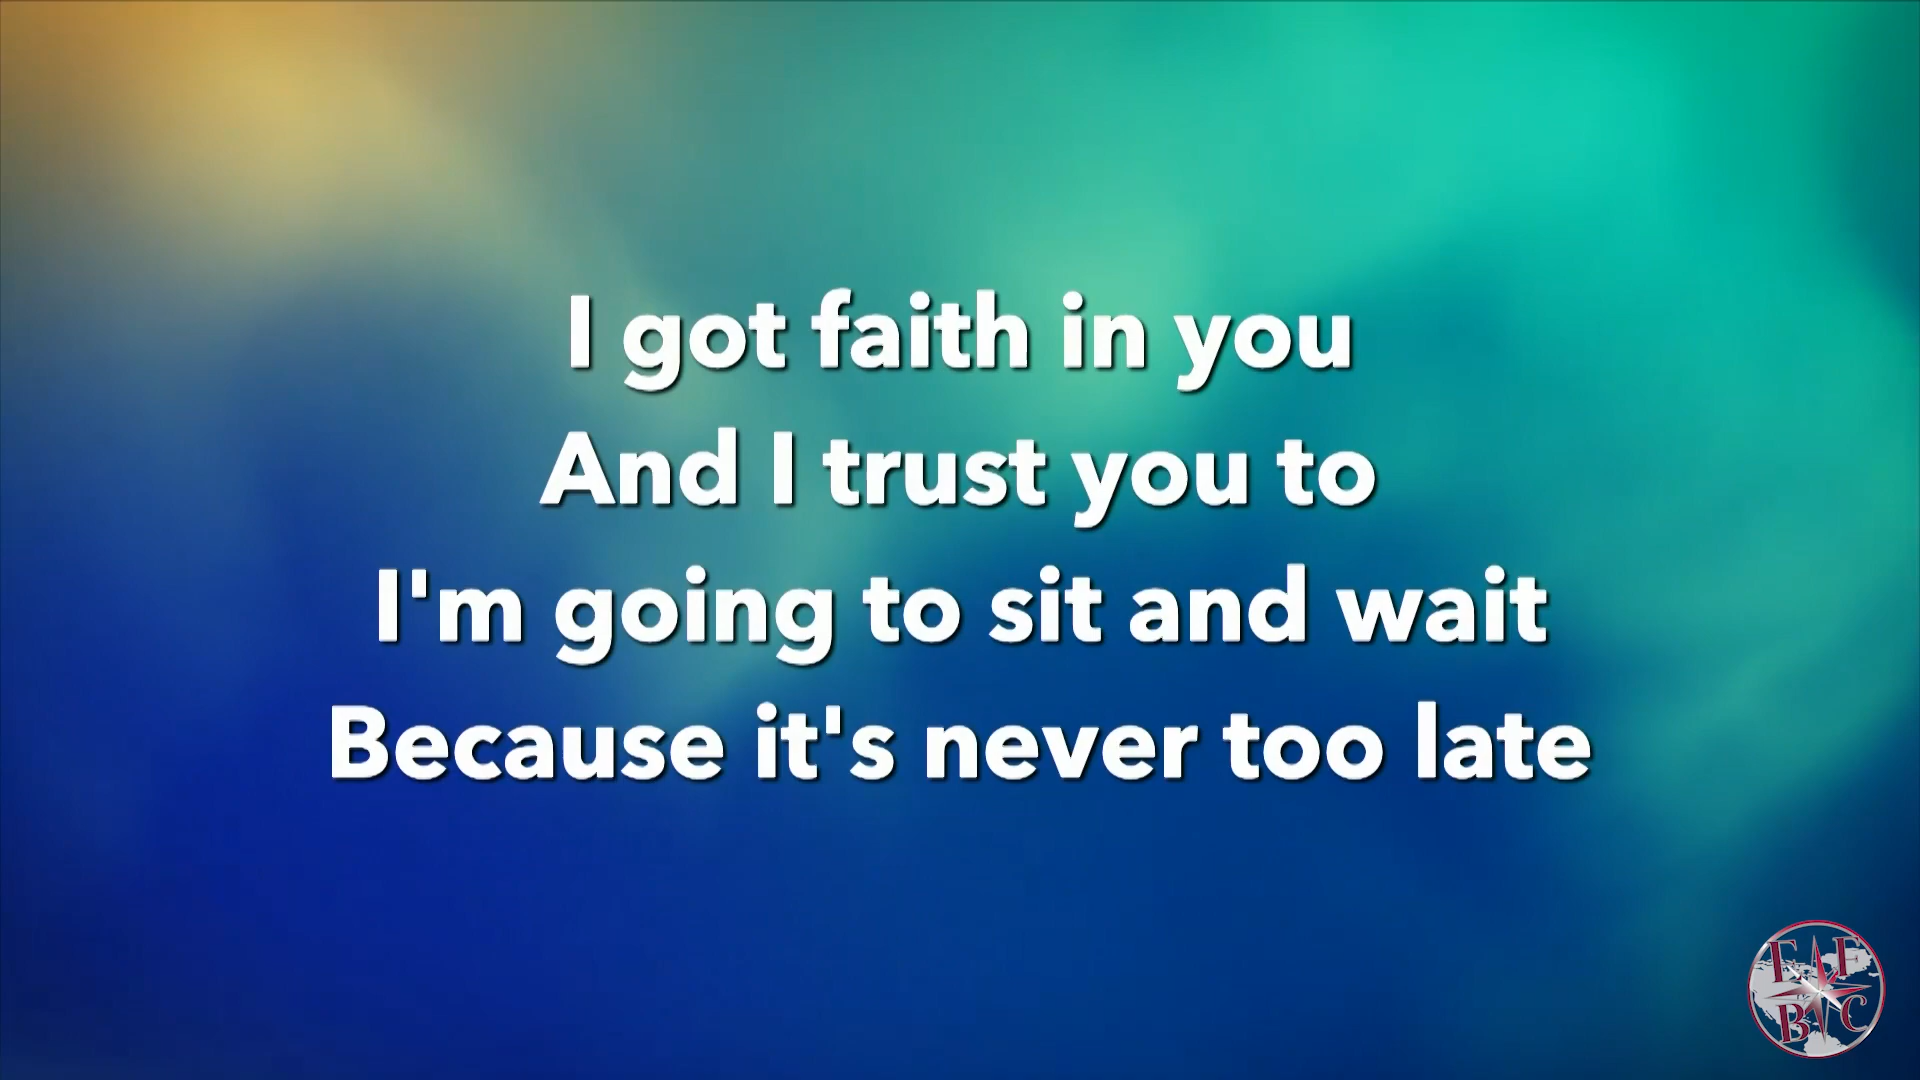 I got faith in you
And I trust you to
I'm going to sit and wait
Because it's never too late
F F
B C